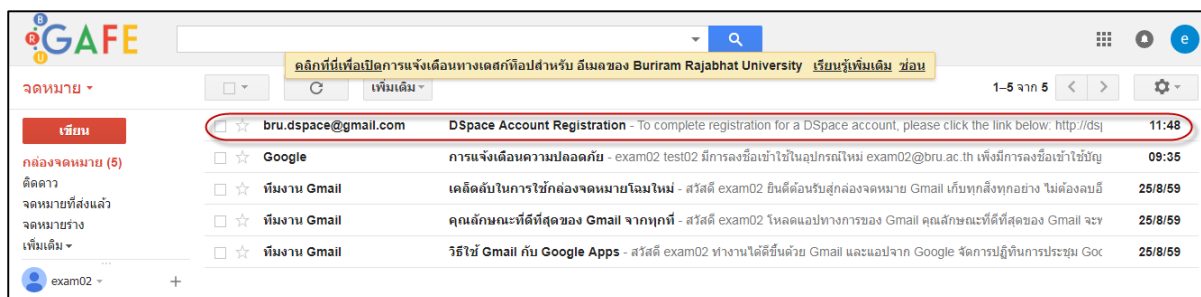 B R U GAFE
คลิกที่นี่เพื่อเปิดการแจ้งเตือนทางเดสก์ท็อปสำหรับ อีเมลของ Buriram Rajabhat University เรียนรู้เพิ่มเติม ซ่อน
e
จดหมาย
เพิ่มเติม
1–5 จาก 5
เขียน
bru.dspace@gmail.com DSpace Account Registration - To complete registration for a DSpace account, please click the link below: http://dsp 11:48
กล่องจดหมาย (5)
Google การแจ้งเตือนความปลอดภัย - exam02 test02 มีการลงชื่อเข้าใช้ในอุปกรณ์ใหม่ exam02@bru.ac.th เพิ่งมีการลงชื่อเข้าใช้บัญ 09:35
ติดดาว
ทีมงาน Gmail เคล็ดลับในการใช้กล่องจดหมายโฉมใหม่ - สวัสดี exam02 ยินดีต้อนรับสู่กล่องจดหมาย Gmail เก็บทุกสิ่งทุกอย่าง ไม่ต้องลบอี 25/8/59
จดหมายที่ส่งแล้ว
ทีมงาน Gmail คุณลักษณะที่ดีที่สุดของ Gmail จากทุกที่ - สวัสดี exam02 โหลดแอปทางการของ Gmail คุณลักษณะที่ดีที่สุดของ Gmail จะ 25/8/59
จดหมายร่าง
ทีมงาน Gmail วิธีใช้ Gmail กับ Google Apps - สวัสดี exam02 ทำงานได้ดีขึ้นด้วย Gmail และแอปจาก Google จัดการปฏิทินการประชุม Goo 25/8/59
เพิ่มเติม
exam02